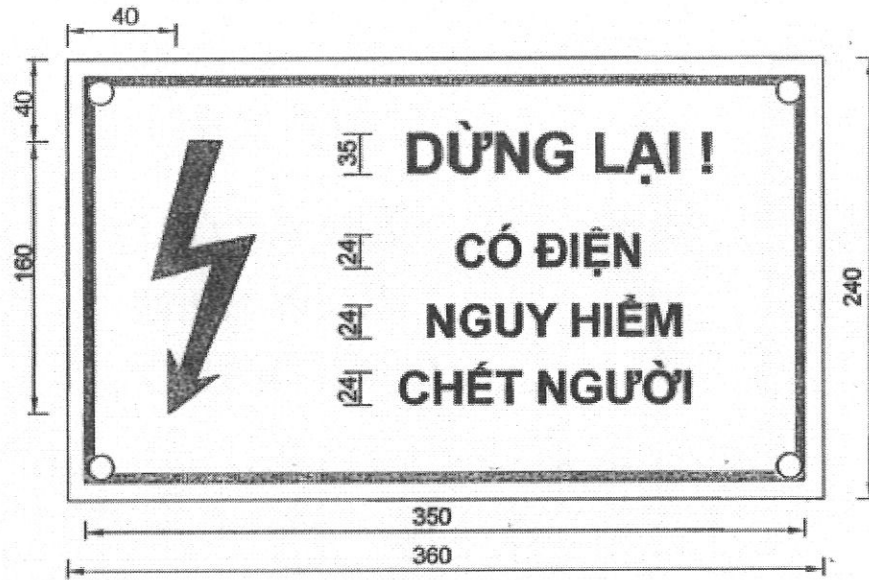 40
40
35
DỪNG LẠI !
160
24
CÓ ĐIỆN
240
24
NGUY HIỂM
24
CHẾT NGƯỜI
350
360